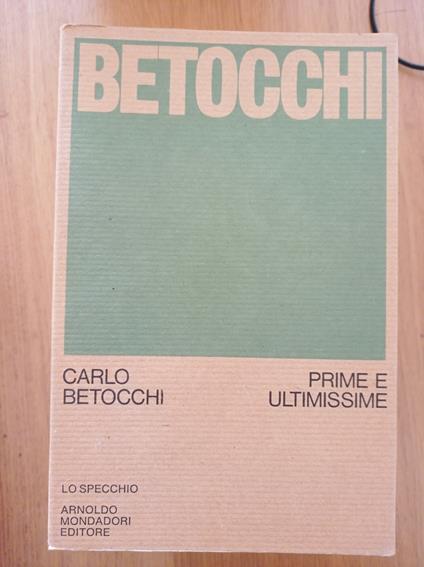 BETOCCHI
CARLO
BETOCCHI
PRIME E
ULTIMISSIME
LO SPECCHIO
ARNOLDO
MONDADORI
EDITORE